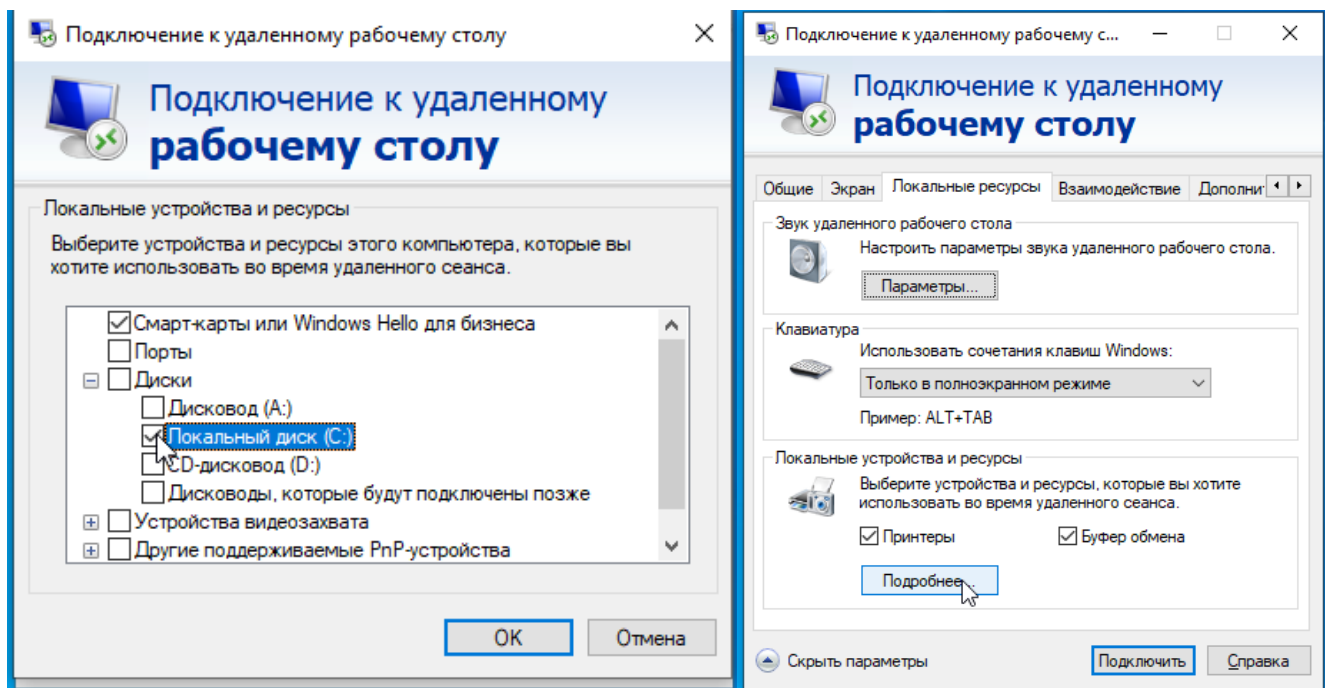 Подключение к удаленному рабочему столу
Подключение к удаленному
рабочему столу
Локальные устройства и ресурсы
Выберите устройства и ресурсы этого компьютера, которые вы
хотите использовать во время удаленного сеанса.
Смарт-карты или Windows Hello для бизнеса
Порты
Диски
Дисковод (A:)
Локальный диск (C:)
CD-дисковод (D:)
Дисководы, которые будут подключены позже
Устройства видеозахвата
Другие поддерживаемые PnP-устройства
OK
Отмена
Подключение к удаленному рабочему с...
Подключение к удаленному
рабочему столу
Общие Экран Локальные ресурсы Взаимодействие Дополнит
Звук удаленного рабочего стола
Настроить параметры звука удаленного рабочего стола.
Параметры...
Клавиатура
Использовать сочетания клавиш Windows:
Только в полноэкранном режиме
Пример: ALT+TAB
Локальные устройства и ресурсы
Выберите устройства и ресурсы, которые вы хотите
использовать во время удаленного сеанса.
Принтеры Буфер обмена
Подробнее...
Скрыть параметры Подключить Справка